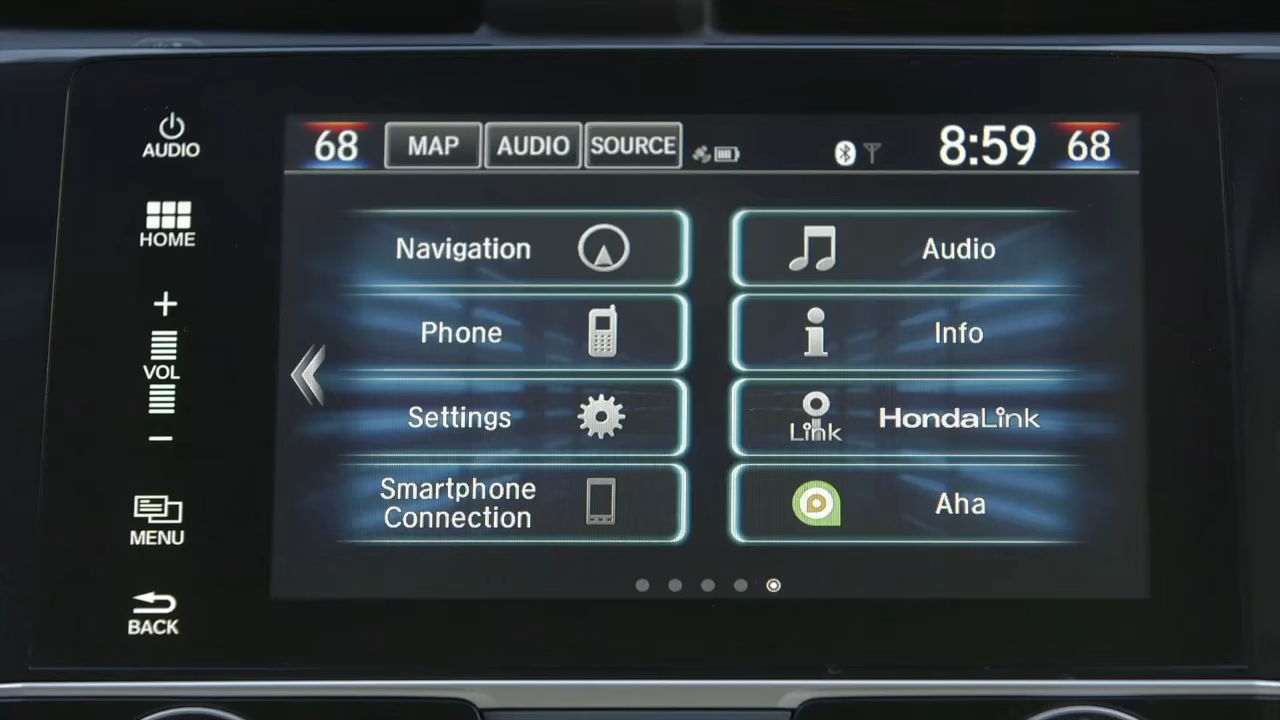 AUDIO
HOME
+
VOL
−
MENU
BACK
68 MAP AUDIO SOURCE 8:59 68
Navigation
Audio
Phone
Info
Settings
Link HondaLink
Smartphone
Connection
Aha